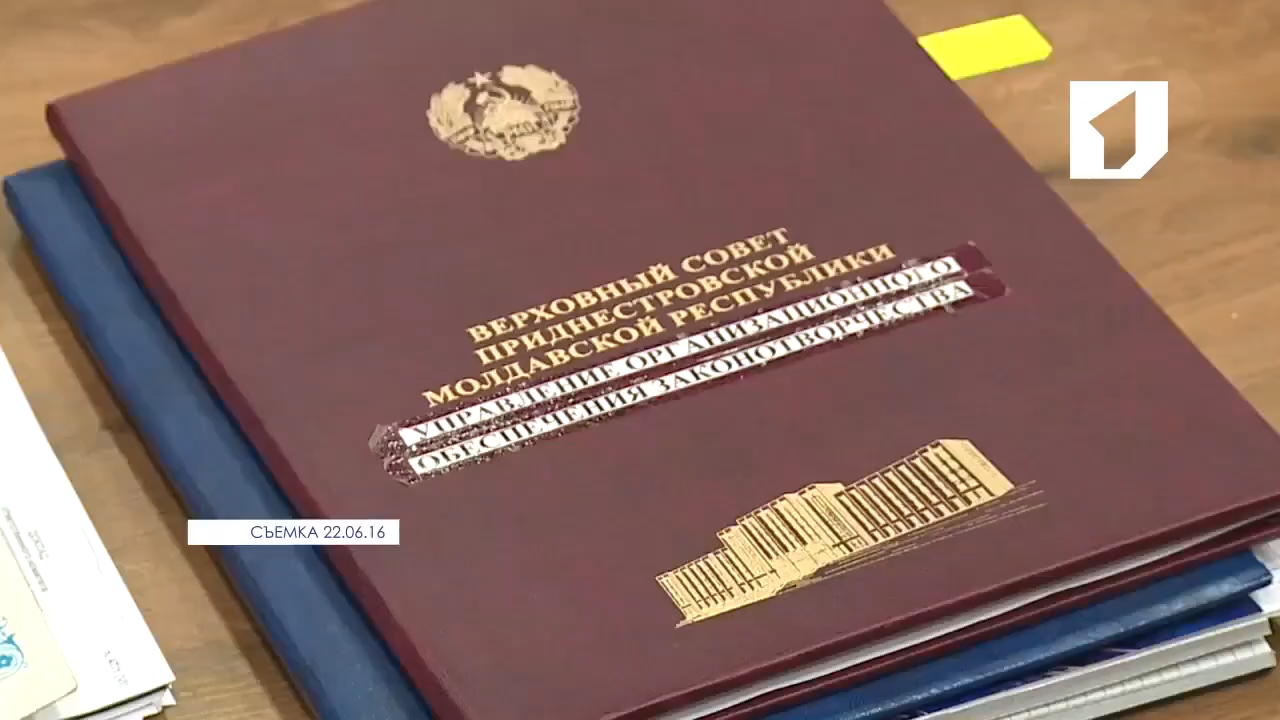 ВЕРХОВНЫЙ СОВЕТ
ПРИДНЕСТРОВСКОЙ
МОЛДАВСКОЙ РЕСПУБЛИКИ
УПРАВЛЕНИЕ ОРГАНИЗАЦИОННОГО
ОБЕСПЕЧЕНИЯ ЗАКОНОТВОРЧЕСТВА
СЪЕМКА 22.06.16